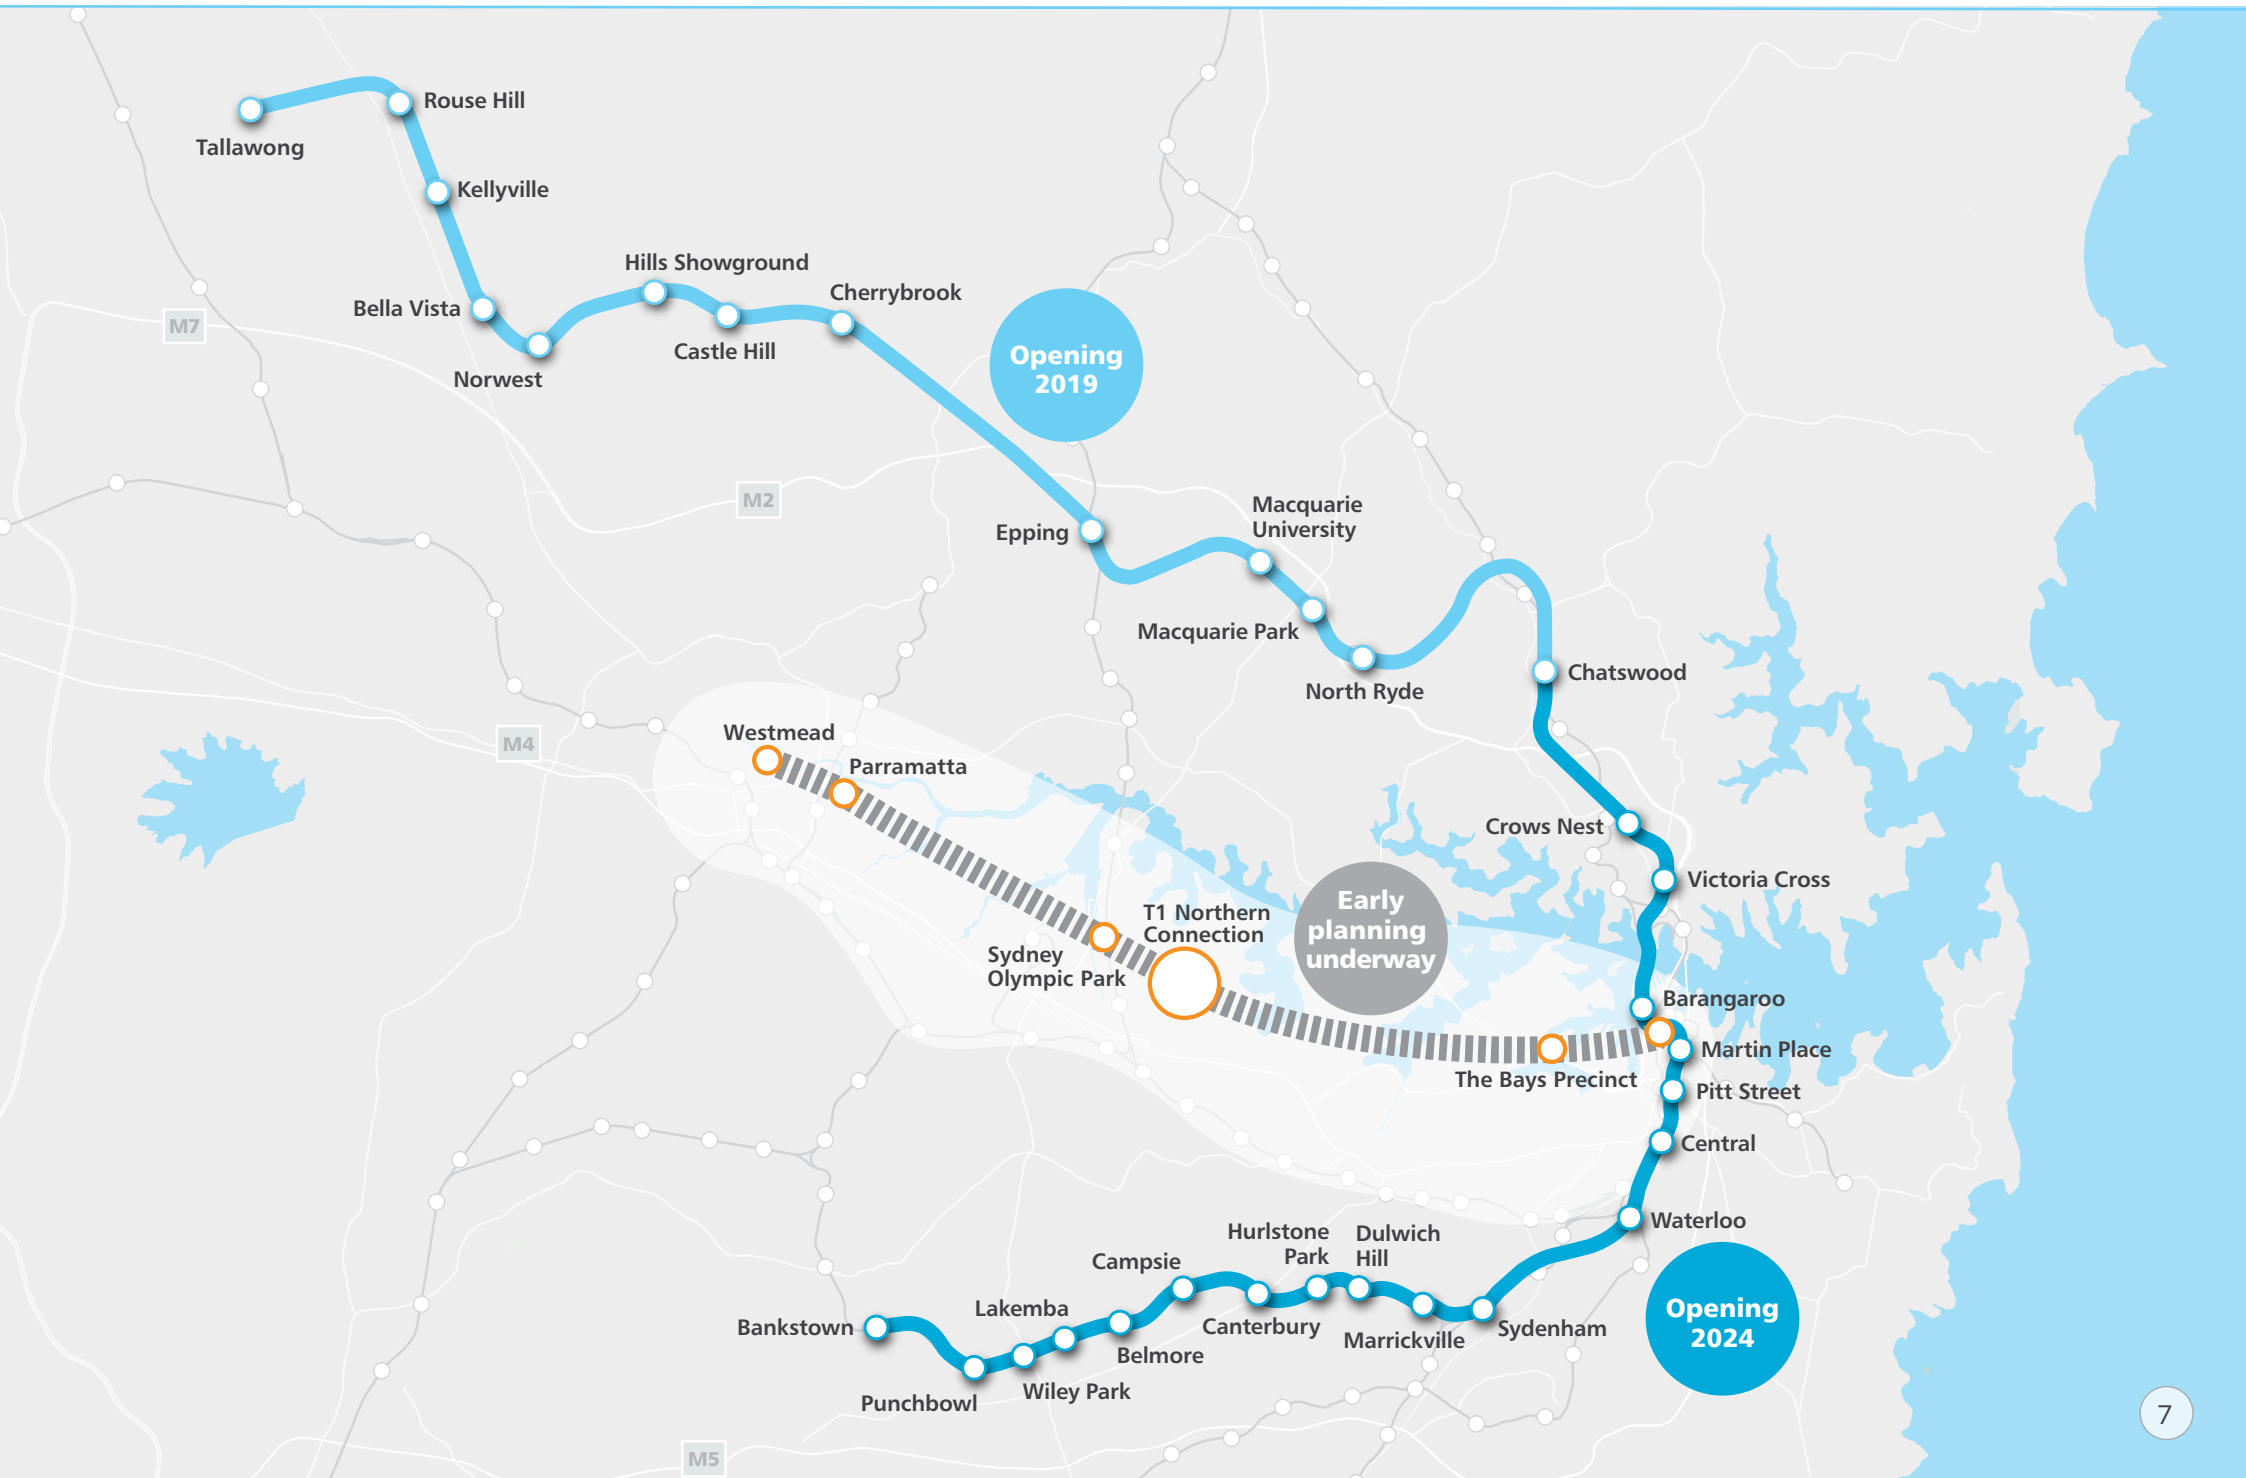 Rouse Hill
Tallawong
Kellyville
Hills Showground
Cherrybrook
Bella Vista
M7
Castle Hill
Norwest
Opening
2019
M2
Macquarie
University
Epping
Macquarie Park
North Ryde
Chatswood
Westmead
M4
Parramatta
Crows Nest
Victoria Cross
Early
planning
underway
T1 Northern
Connection
Sydney
Olympic Park
Barangaroo
Martin Place
The Bays Precinct
Pitt Street
Central
Waterloo
Hurlstone
Park
Dulwich
Hill
Campsie
Lakemba
Bankstown
Canterbury
Marrickville
Sydenham
Opening
2024
Belmore
Wiley Park
Punchbowl
7
M5